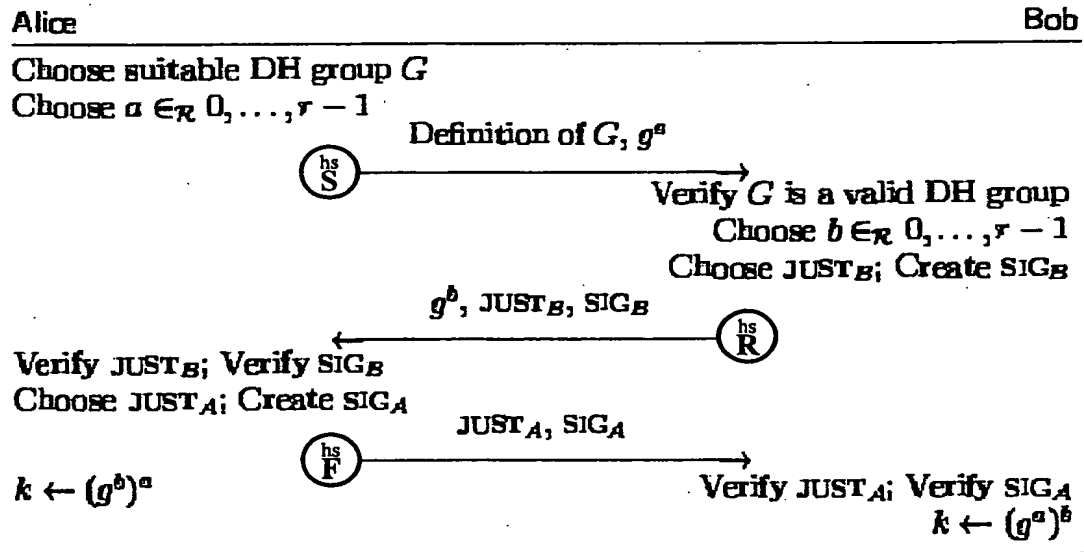 Alice Bob
Choose suitable DH group G
Choose a ∈_R 0, ..., r − 1
Definition of G, g^a
hs
S
Verify G is a valid DH group
Choose b ∈_R 0, ..., r − 1
Choose JUST_B; Create SIG_B
g^b, JUST_B, SIG_B
hs
R
Verify JUST_B; Verify SIG_B
Choose JUST_A; Create SIG_A
JUST_A, SIG_A
hs
F
k ← (g^b)^a
Verify JUST_A; Verify SIG_A
k ← (g^a)^b